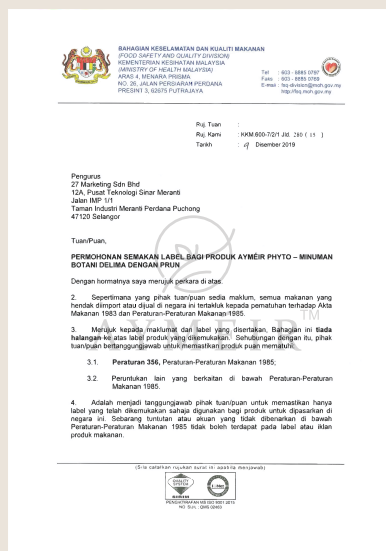 BAHAGIAN KESELAMATAN DAN KUALITI MAKANAN
(FOOD SAFETY AND QUALITY DIVISION)
KEMENTERIAN KESIHATAN MALAYSIA
(MINISTRY OF HEALTH MALAYSIA)
ARAS 4, MENARA PRISMA
NO. 26, JALAN PERSIARAN PERDANA
PRESINT 3, 62675 PUTRAJAYA
Tel : 603 - 8885 0797
Faks : 603 - 8885 0769
E-mail : fsq-division@moh.gov.my
http://fsq.moh.gov.my
Ruj. Tuan :
Ruj. Kami : KKM.600-7/2/1 Jld. 280 ( 15 )
Tarikh : 9 Disember 2019
Pengurus
27 Marketing Sdn Bhd
12A, Pusat Teknologi Sinar Meranti
Jalan IMP 1/1
Taman Industri Meranti Perdana Puchong
47120 Selangor
Tuan/Puan,
PERMOHONAN SEMAKAN LABEL BAGI PRODUK AYMÉIR PHYTO – MINUMAN
BOTANI DELIMA DENGAN PRUN
Dengan hormatnya saya merujuk perkara di atas.
2. Sepertimana yang pihak tuan/puan sedia maklum, semua makanan yang
hendak diimport atau dijual di negara ini tertakluk kepada pematuhan terhadap Akta
Makanan 1983 dan Peraturan-Peraturan Makanan 1985.
AYMEIR TM
3. Merujuk kepada maklumat dan label yang disertakan, Bahagian ini tiada
halangan ke atas label produk yang dikemukakan. Sehubungan dengan itu, pihak
tuan/puan bertanggungjawab untuk memastikan produk puan mematuhi:
3.1. Peraturan 356, Peraturan-Peraturan Makanan 1985;
3.2. Peruntukan lain yang berkaitan di bawah Peraturan-Peraturan
Makanan 1985.
4. Adalah menjadi tanggungjawab pihak tuan/puan untuk memastikan hanya
label yang telah dikemukakan sahaja digunakan bagi produk untuk dipasarkan di
negara ini. Sebarang tuntutan atau akuan yang tidak dibenarkan di bawah
Peraturan-Peraturan Makanan 1985 tidak boleh terdapat pada label atau iklan
produk makanan.
(Sila catatkan rujukan surat ini apabila menjawab)
QUALITY
SYSTEM
SIRIM
IQNet
PENSIJILAN MS ISO 9001:2015